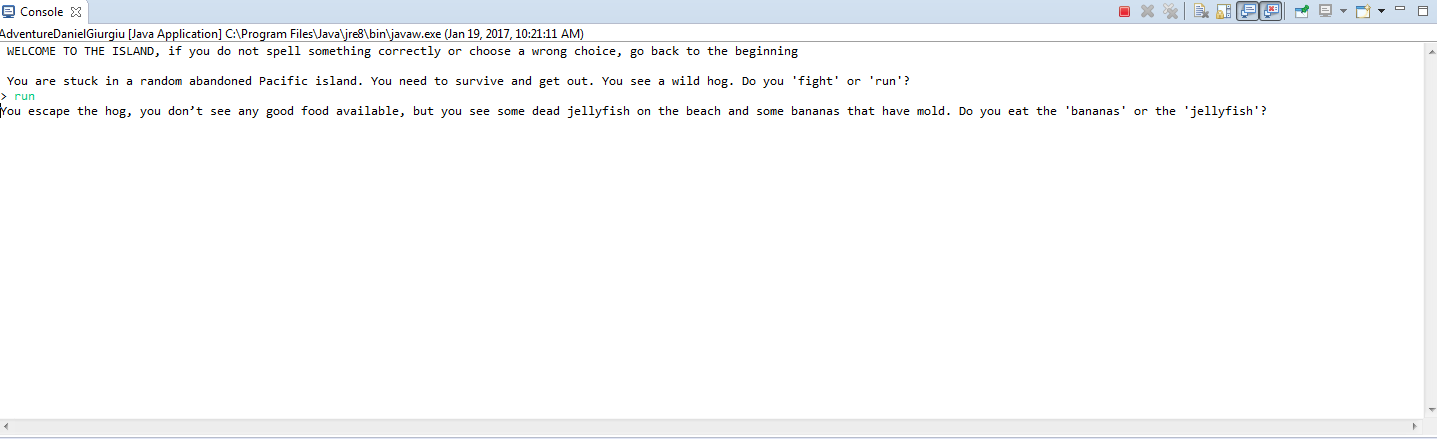 Console
AdventureDanielGiurgiu [Java Application] C:\Program Files\Java\jre8\bin\javaw.exe (Jan 19, 2017, 10:21:11 AM)
WELCOME TO THE ISLAND, if you do not spell something correctly or choose a wrong choice, go back to the beginning
You are stuck in a random abandoned Pacific island. You need to survive and get out. You see a wild hog. Do you 'fight' or 'run'?
> run
You escape the hog, you don’t see any good food available, but you see some dead jellyfish on the beach and some bananas that have mold. Do you eat the 'bananas' or the 'jellyfish'?